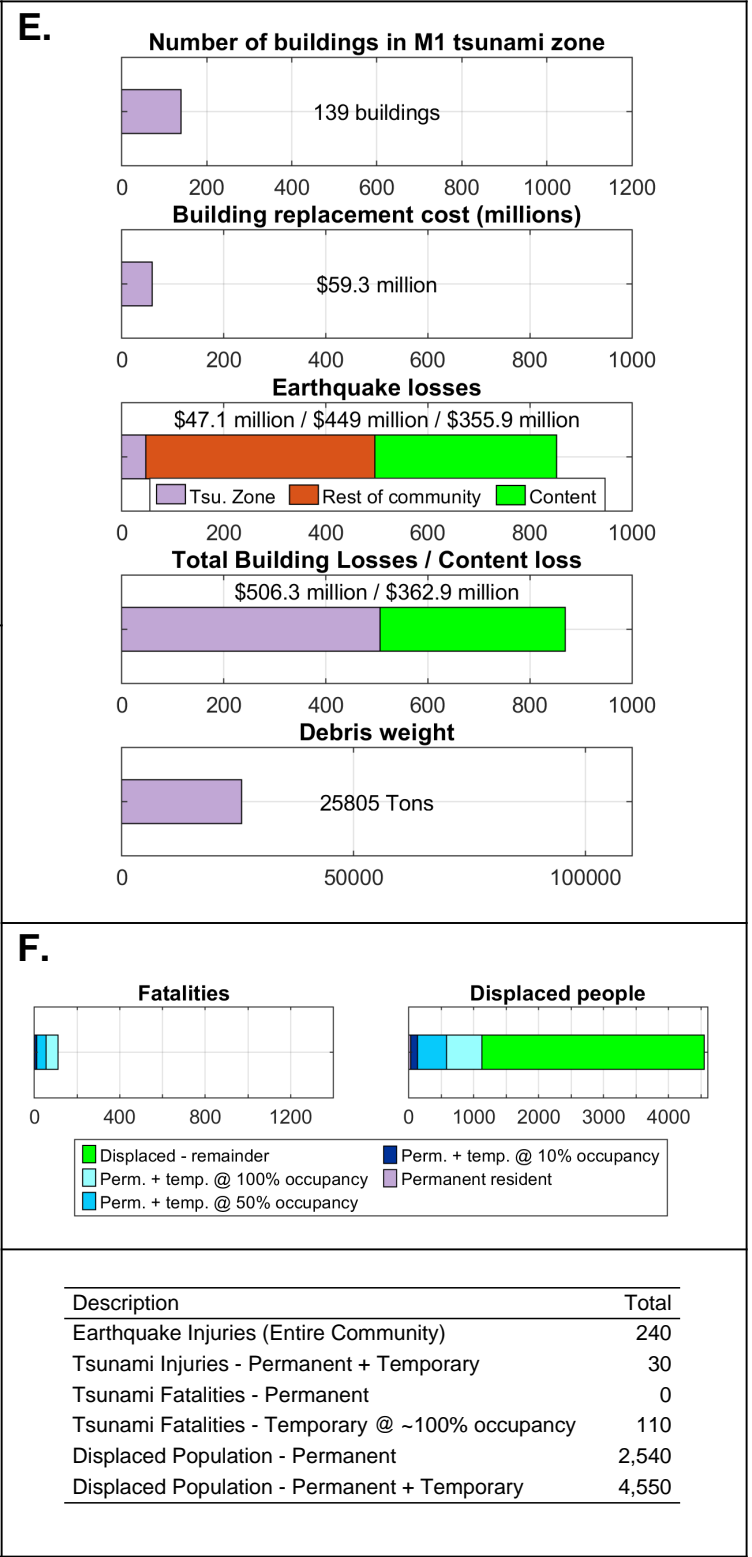 E.
Number of buildings in M1 tsunami zone
139 buildings
0 200 400 600 800 1000 1200
Building replacement cost (millions)
$59.3 million
0 200 400 600 800 1000
Earthquake losses
$47.1 million / $449 million / $355.9 million
Tsu. Zone Rest of community Content
0 200 400 600 800 1000
Total Building Losses / Content loss
$506.3 million / $362.9 million
0 200 400 600 800 1000
Debris weight
25805 Tons
0 50000 100000
F.
Fatalities
0 400 800 1200
Displaced people
0 1000 2000 3000 4000
Displaced - remainder
Perm. + temp. @ 100% occupancy
Perm. + temp. @ 50% occupancy
Perm. + temp. @ 10% occupancy
Permanent resident
Description Total
Earthquake Injuries (Entire Community) 240
Tsunami Injuries - Permanent + Temporary 30
Tsunami Fatalities - Permanent 0
Tsunami Fatalities - Temporary @ ~100% occupancy 110
Displaced Population - Permanent 2,540
Displaced Population - Permanent + Temporary 4,550